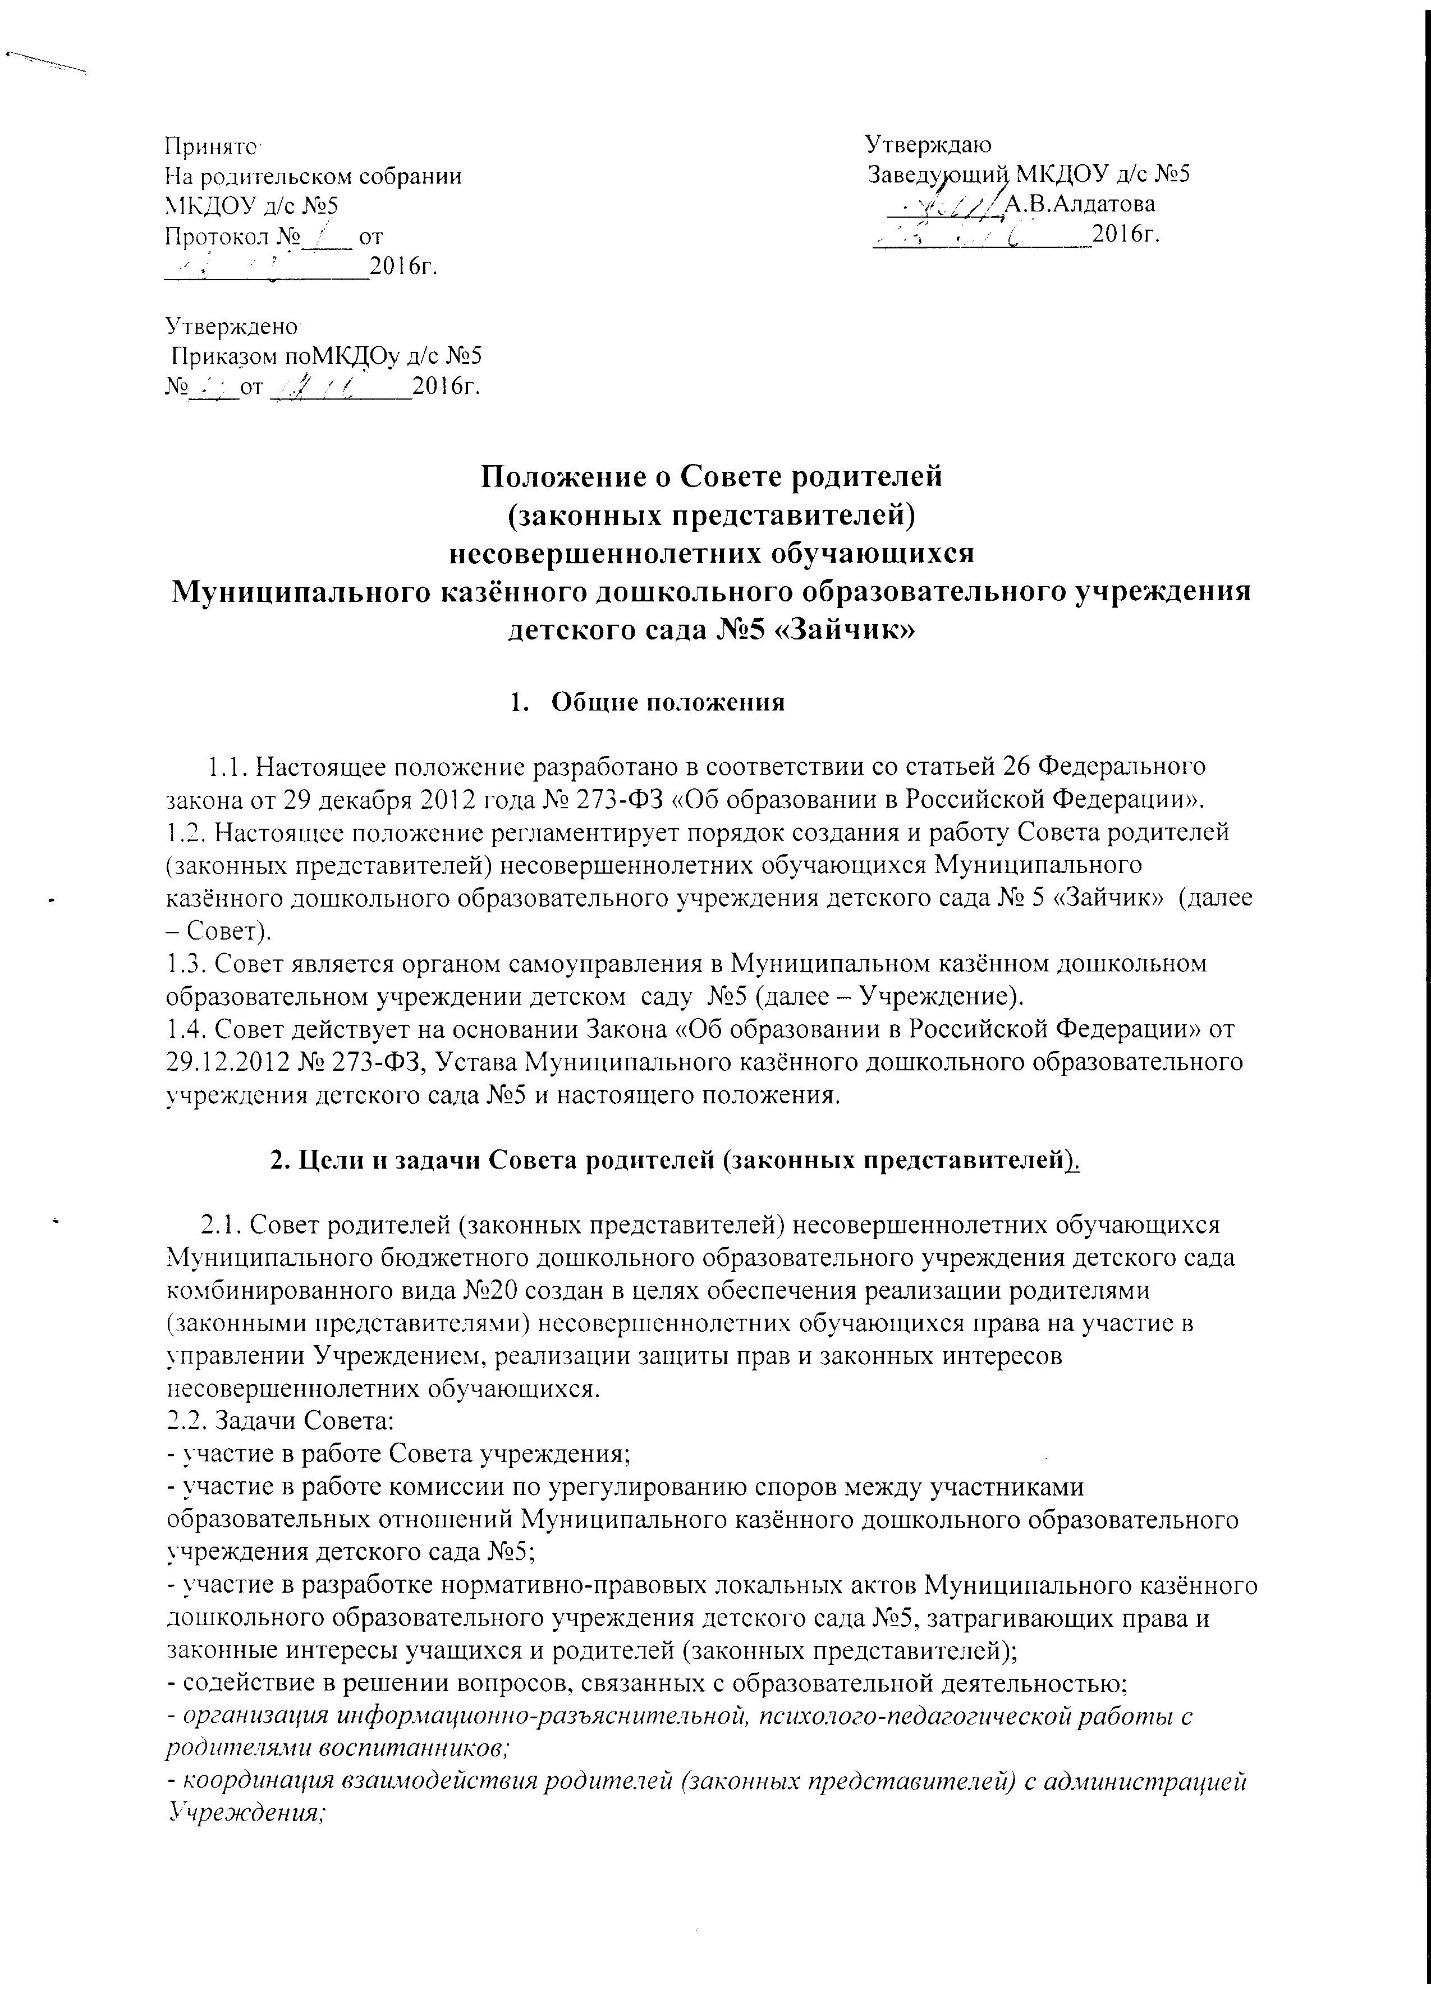 Принято
На родительском собрании
МКДОУ д/с №5
Протокол №____ от
________________2016г.
Утверждаю
Заведующий МКДОУ д/с №5
_________А.В.Алдатова
_________________2016г.
Утверждено
Приказом поМКДОу д/с №5
№____от ___________2016г.
Положение о Совете родителей
(законных представителей)
несовершеннолетних обучающихся
Муниципального казённого дошкольного образовательного учреждения
детского сада №5 «Зайчик»
1. Общие положения
1.1. Настоящее положение разработано в соответствии со статьей 26 Федерального
закона от 29 декабря 2012 года № 273-ФЗ «Об образовании в Российской Федерации».
1.2. Настоящее положение регламентирует порядок создания и работу Совета родителей
(законных представителей) несовершеннолетних обучающихся Муниципального
казённого дошкольного образовательного учреждения детского сада № 5 «Зайчик» (далее
– Совет).
1.3. Совет является органом самоуправления в Муниципальном казённом дошкольном
образовательном учреждении детском саду №5 (далее – Учреждение).
1.4. Совет действует на основании Закона «Об образовании в Российской Федерации» от
29.12.2012 № 273-ФЗ, Устава Муниципального казённого дошкольного образовательного
учреждения детского сада №5 и настоящего положения.
2. Цели и задачи Совета родителей (законных представителей).
2.1. Совет родителей (законных представителей) несовершеннолетних обучающихся
Муниципального бюджетного дошкольного образовательного учреждения детского сада
комбинированного вида №20 создан в целях обеспечения реализации родителями
(законными представителями) несовершеннолетних обучающихся права на участие в
управлении Учреждением, реализации защиты прав и законных интересов
несовершеннолетних обучающихся.
2.2. Задачи Совета:
- участие в работе Совета учреждения;
- участие в работе комиссии по урегулированию споров между участниками
образовательных отношений Муниципального казённого дошкольного образовательного
учреждения детского сада №5;
- участие в разработке нормативно-правовых локальных актов Муниципального казённого
дошкольного образовательного учреждения детского сада №5, затрагивающих права и
законные интересы учащихся и родителей (законных представителей);
- содействие в решении вопросов, связанных с образовательной деятельностью;
- организация информационно-разъяснительной, психолого-педагогической работы с
родителями воспитанников;
- координация взаимодействия родителей (законных представителей) с администрацией
Учреждения;